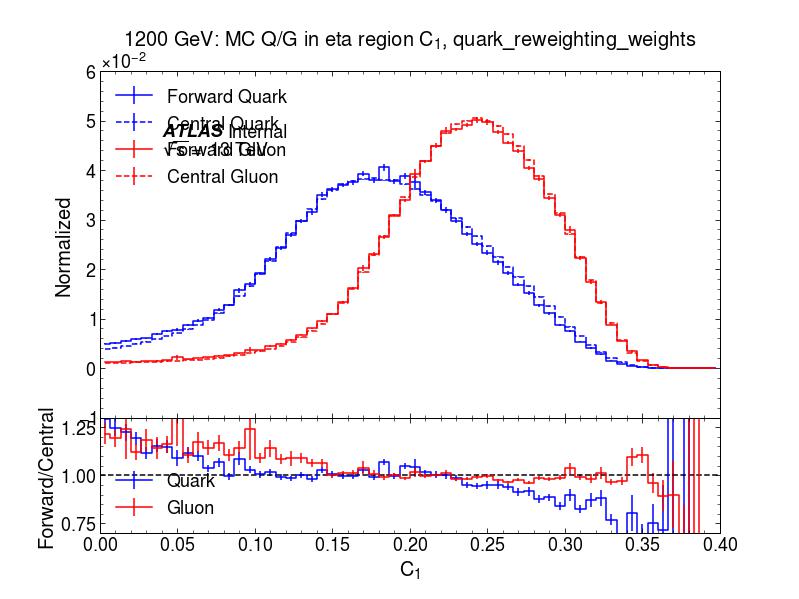 1200 GeV: MC Q/G in eta region C₁, quark_reweighting_weights
×10⁻²
6
5
4
3
2
1
0
−1
Normalized
Forward Quark
Central Quark
ATLAS Internal
Forward Gluon
√s = 13 TeV
Central Gluon
1.25
1.00
0.75
Forward/Central
Quark
Gluon
0.00 0.05 0.10 0.15 0.20 0.25 0.30 0.35 0.40
C₁